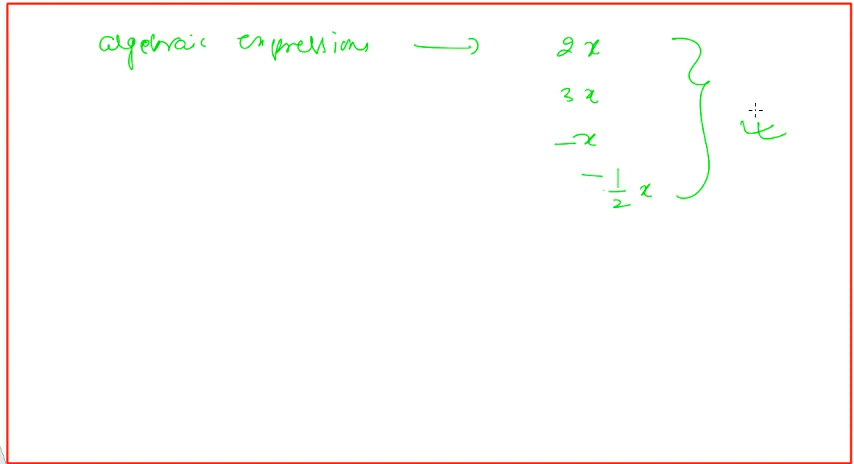 algebraic expressions → 2x
3x
-x
-1/2 x